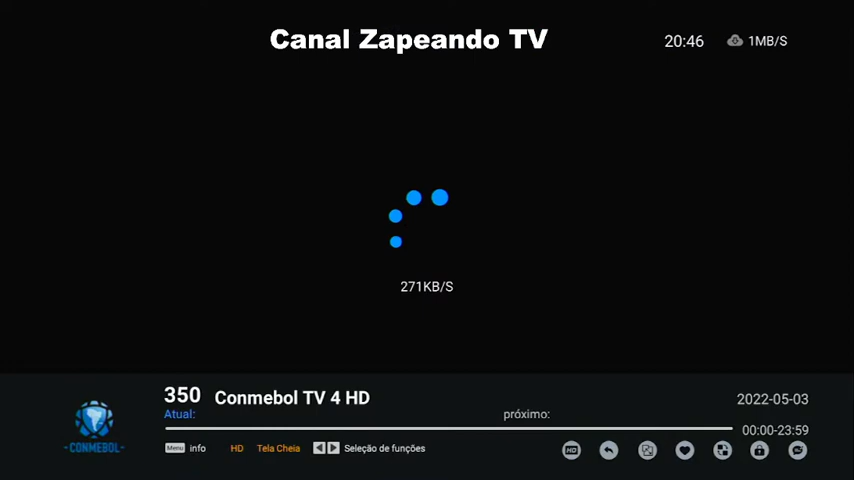 Canal Zapeando TV
20:46
1MB/S
271KB/S
350 Conmebol TV 4 HD
2022-05-03
Atual:
próximo:
00:00-23:59
CONMEBOL
Menu info HD Tela Cheia Seleção de funções
HD